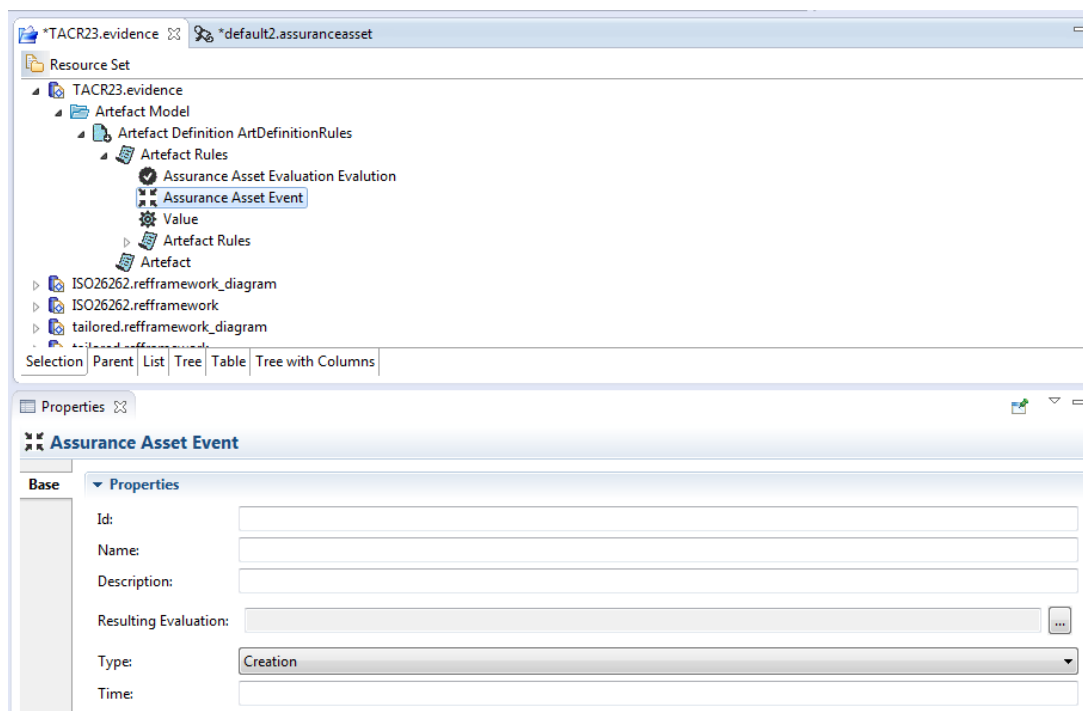 *TACR23.evidence *default2.assuranceasset
Resource Set
TACR23.evidence
Artefact Model
Artefact Definition ArtDefinitionRules
Artefact Rules
Assurance Asset Evaluation Evalution
Assurance Asset Event
Value
Artefact Rules
Artefact
ISO26262.refframework_diagram
ISO26262.refframework
tailored.refframework_diagram
tailored.refframework
Selection Parent List Tree Table Tree with Columns
Properties
Assurance Asset Event
Base Properties
Id:
Name:
Description:
Resulting Evaluation: ...
Type: Creation
Time: